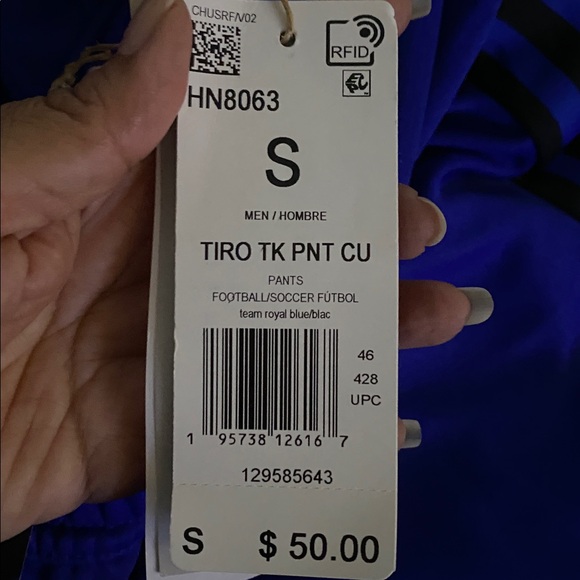 CHUSRF/V02
RFID
HN8063
S
MEN / HOMBRE
TIRO TK PNT CU
PANTS
FOOTBALL/SOCCER FÚTBOL
team royal blue/blac
46
428
UPC
1 95738 12616 7
129585643
S $ 50.00